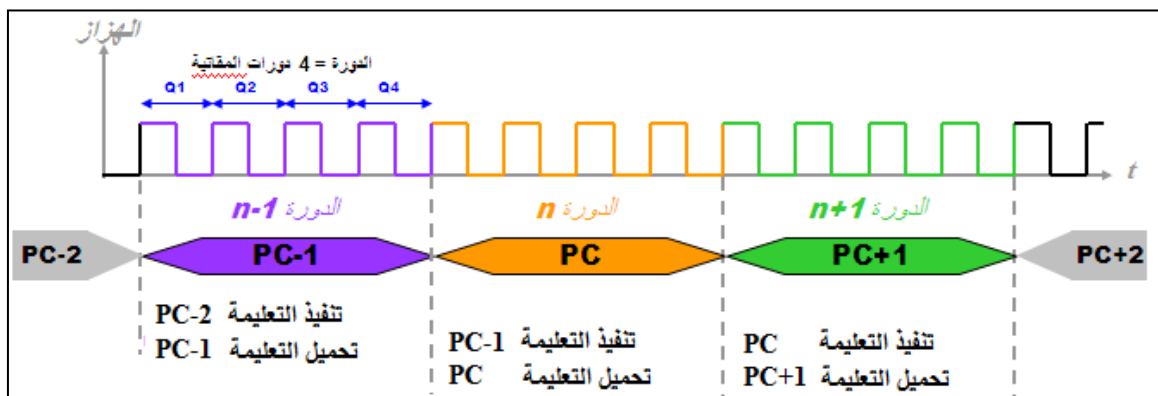 الهزاز
الدورة = 4 دورات المقاتية
Q1 Q2 Q3 Q4
t
الدورة n-1
الدورة n
الدورة n+1
PC-2 PC-1 PC PC+1 PC+2
تنفيذ التعليمة PC-2
تحميل التعليمة PC-1
تنفيذ التعليمة PC-1
تحميل التعليمة PC
تنفيذ التعليمة PC
تحميل التعليمة PC+1